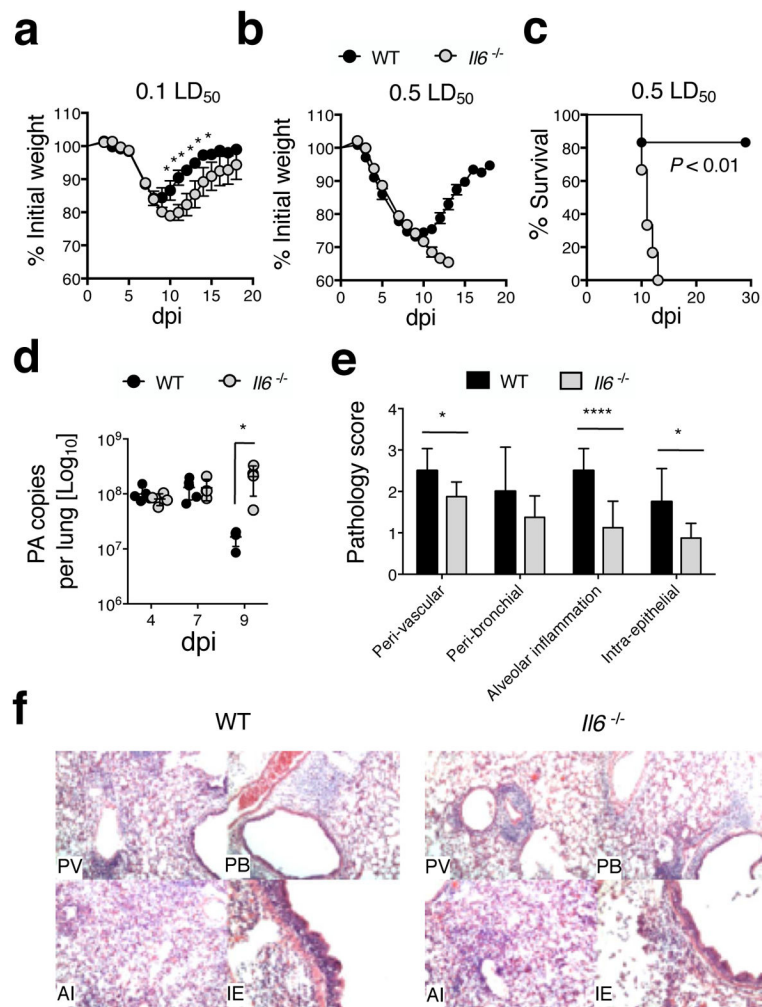 a
b
c
WT Il6 -/-
0.1 LD50
0.5 LD50
0.5 LD50
% Initial weight
110
100
90
80
70
60
0 5 10 15 20
dpi
* * * * *
% Initial weight
110
100
90
80
70
60
0 5 10 15 20
dpi
% Survival
100
80
60
40
20
0
0 10 20 30
dpi
P < 0.01
d
WT Il6 -/-
PA copies
per lung [Log10]
10^9
10^8
10^7
10^6
4 7 9
dpi
*
e
WT Il6 -/-
Pathology score
4
3
2
1
0
* **** *
Peri-vascular
Peri-bronchial
Alveolar inflammation
Intra-epithelial
f
WT Il6 -/-
PV PB PV PB
AI IE AI IE